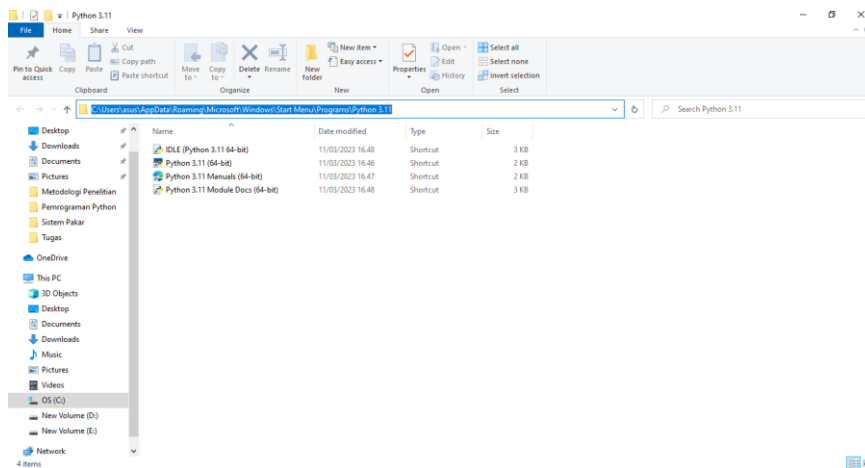 Python 3.11
File Home Share View
Pin to Quick access
Copy
Paste
Cut
Copy path
Paste shortcut
Clipboard
Move to
Copy to
Delete
Rename
Organize
New folder
New item
Easy access
New
Properties
Open
Edit
History
Open
Select all
Select none
Invert selection
Select
C:\Users\asus\AppData\Roaming\Microsoft\Windows\Start Menu\Programs\Python 3.11
Search Python 3.11
Name Date modified Type Size
IDLE (Python 3.11 64-bit) 11/03/2023 16.48 Shortcut 3 KB
Python 3.11 (64-bit) 11/03/2023 16.46 Shortcut 2 KB
Python 3.11 Manuals (64-bit) 11/03/2023 16.47 Shortcut 2 KB
Python 3.11 Module Docs (64-bit) 11/03/2023 16.48 Shortcut 3 KB
Desktop
Downloads
Documents
Pictures
Metodologi Penelitian
Pemrograman Python
Sistem Pakar
Tugas
OneDrive
This PC
3D Objects
Desktop
Documents
Downloads
Music
Pictures
Videos
OS (C:)
New Volume (D:)
New Volume (E:)
Network
4 items